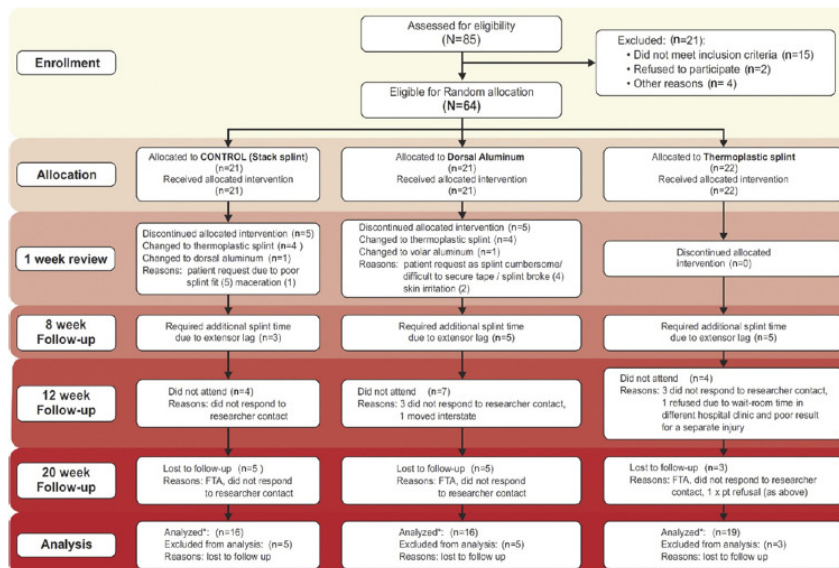 Assessed for eligibility
(N=85)
Enrollment
Excluded: (n=21):
• Did not meet inclusion criteria (n=15)
• Refused to participate (n=2)
• Other reasons (n= 4)
Eligible for Random allocation
(N=64)
Allocation
Allocated to CONTROL (Stack splint)
(n=21)
Received allocated intervention
(n=21)
Allocated to Dorsal Aluminum
(n=21)
Received allocated intervention
(n=21)
Allocated to Thermoplastic splint
(n=22)
Received allocated intervention
(n=22)
1 week review
Discontinued allocated intervention (n=5)
Changed to thermoplastic splint (n=4 )
Changed to dorsal aluminum (n=1)
Reasons: patient request due to poor
splint fit (5) maceration (1)
Discontinued allocated intervention (n=5)
Changed to thermoplastic splint (n=4)
Changed to volar aluminum (n=1)
Reasons: patient request as splint cumbersome/
difficult to secure tape / splint broke (4)
skin irritation (2)
Discontinued allocated
intervention (n=0)
8 week
Follow-up
Required additional splint time
due to extensor lag (n=3)
Required additional splint time
due to extensor lag (n=5)
Required additional splint time
due to extensor lag (n=5)
12 week
Follow-up
Did not attend (n=4)
Reasons: did not respond to
researcher contact
Did not attend (n=7)
Reasons: 3 did not respond to researcher contact,
1 moved interstate
Did not attend (n=4)
Reasons: 3 did not respond to researcher contact,
1 refused due to wait-room time in
different hospital clinic and poor result
for a separate injury
20 week
Follow-up
Lost to follow-up (n=5 )
Reasons: FTA, did not respond
to researcher contact
Lost to follow-up (n=5)
Reasons: FTA, did not respond
to researcher contact
Lost to follow-up (n=3)
Reasons: FTA, did not respond to researcher
contact, 1 x pt refusal (as above)
Analysis
Analyzed*: (n=16)
Excluded from analysis: (n=5)
Reasons: lost to follow up
Analyzed*: (n=16)
Excluded from analysis: (n=5)
Reasons: lost to follow up
Analyzed*: (n=19)
Excluded from analysis: (n=3)
Reasons: lost to follow up